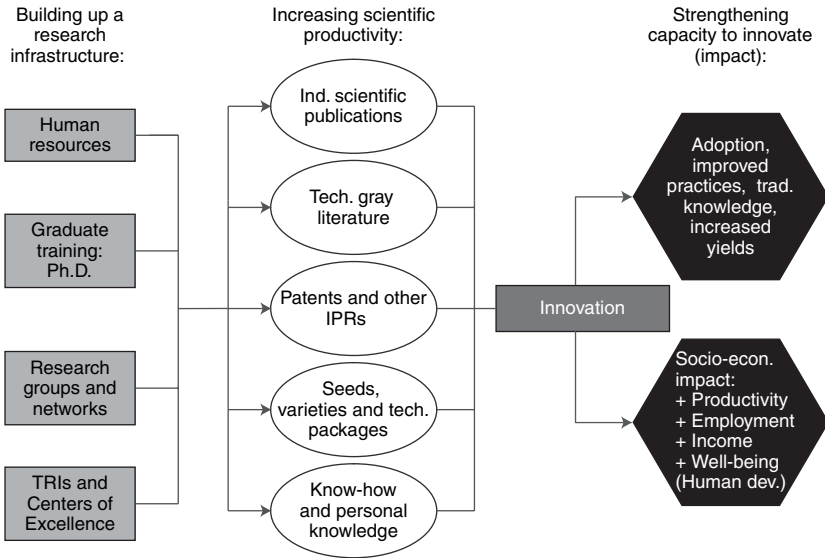 Building up a
research
infrastructure:
Human
resources
Graduate
training:
Ph.D.
Research
groups and
networks
TRIs and
Centers of
Excellence
Increasing scientific
productivity:
Ind. scientific
publications
Tech. gray
literature
Patents and other
IPRs
Seeds,
varieties and tech.
packages
Know-how
and personal
knowledge
Innovation
Strengthening
capacity to innovate
(impact):
Adoption,
improved
practices, trad.
knowledge,
increased
yields
Socio-econ.
impact:
+ Productivity
+ Employment
+ Income
+ Well-being
(Human dev.)